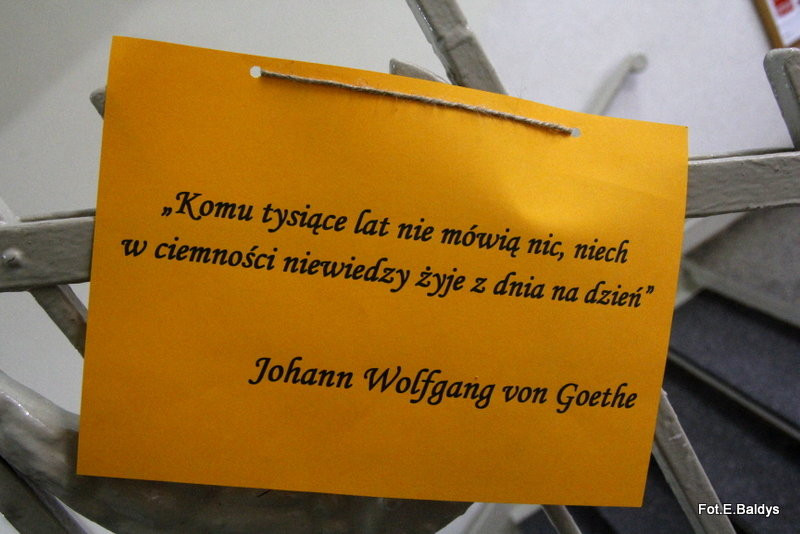 „Komu tysiące lat nie mówią nic, niech
w ciemności niewiedzy żyje z dnia na dzień”
Johann Wolfgang von Goethe
Fot.E.Baldys